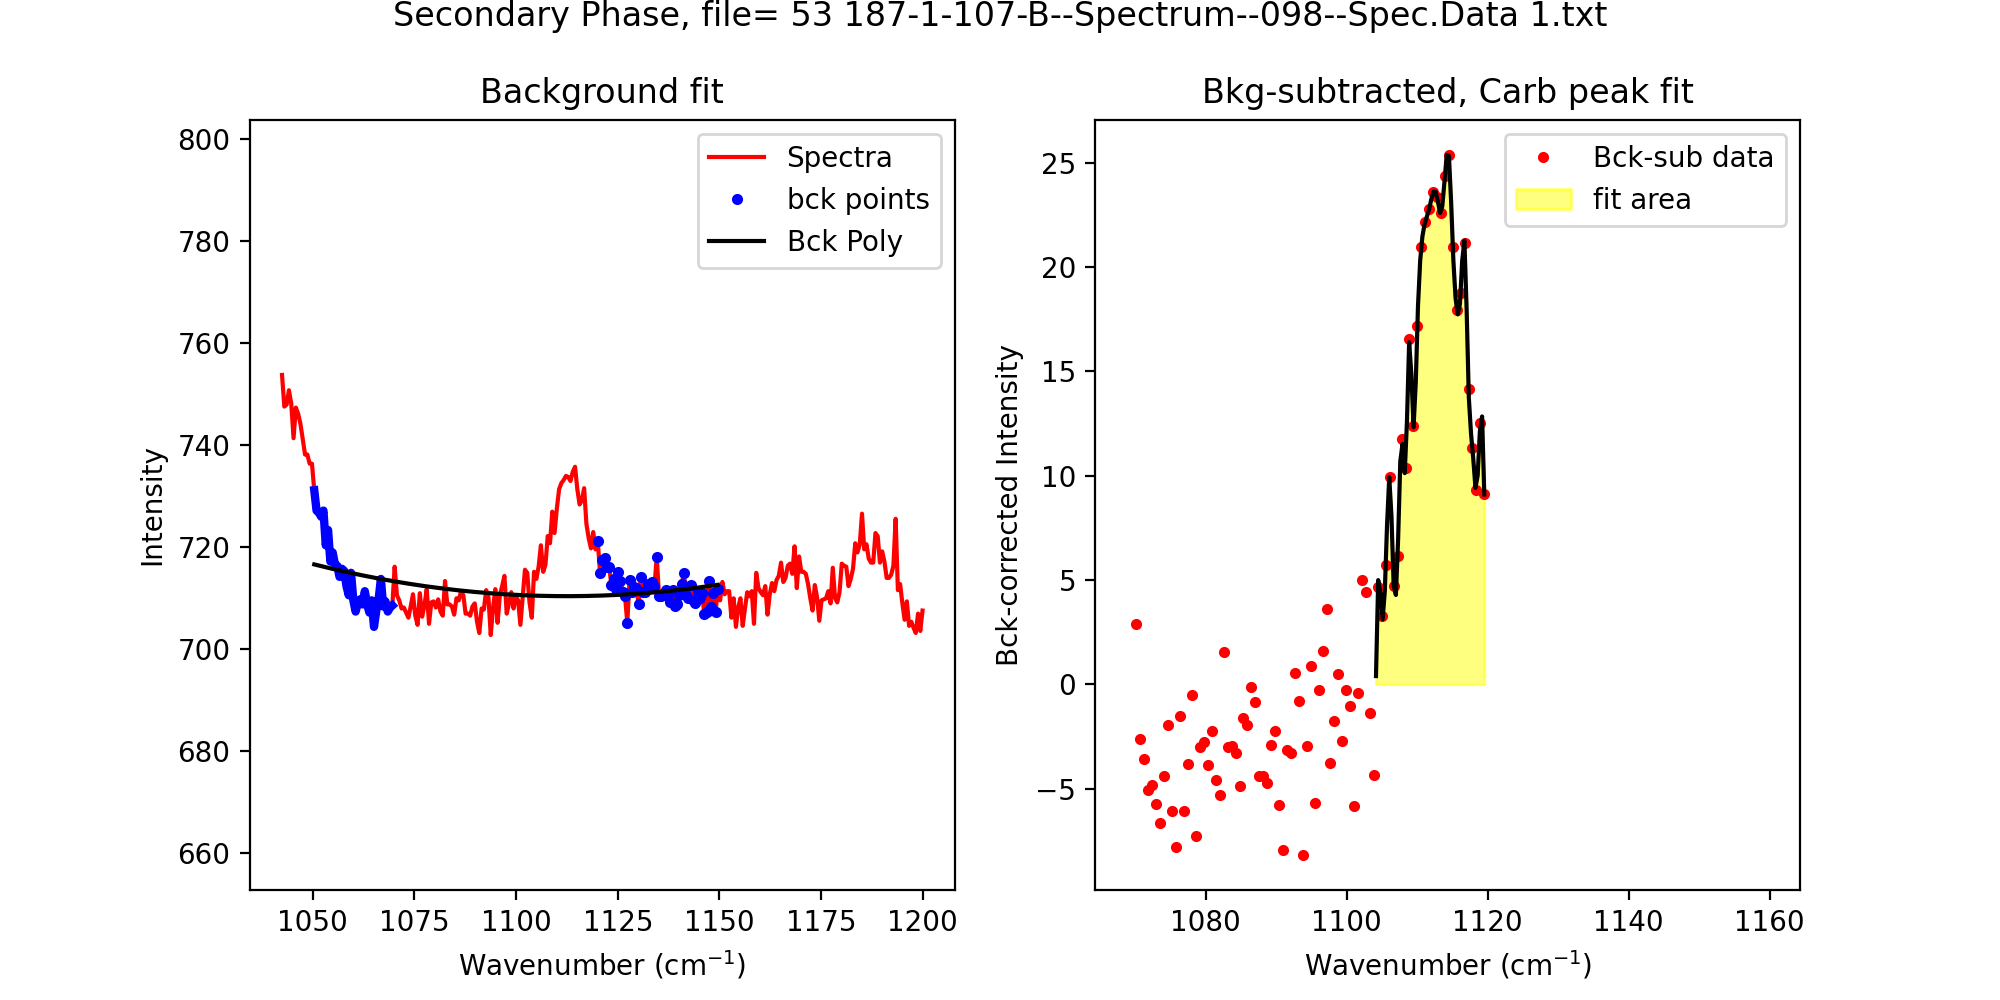 Secondary Phase, file= 53 187-1-107-B--Spectrum--098--Spec.Data 1.txt
Background fit
800
780
760
740
720
700
680
660
Intensity
Spectra
bck points
Bck Poly
1050 1075 1100 1125 1150 1175 1200
Wavenumber (cm⁻¹)
Bkg-subtracted, Carb peak fit
25
20
15
10
5
0
−5
Bck-corrected Intensity
Bck-sub data
fit area
1080 1100 1120 1140 1160
Wavenumber (cm⁻¹)